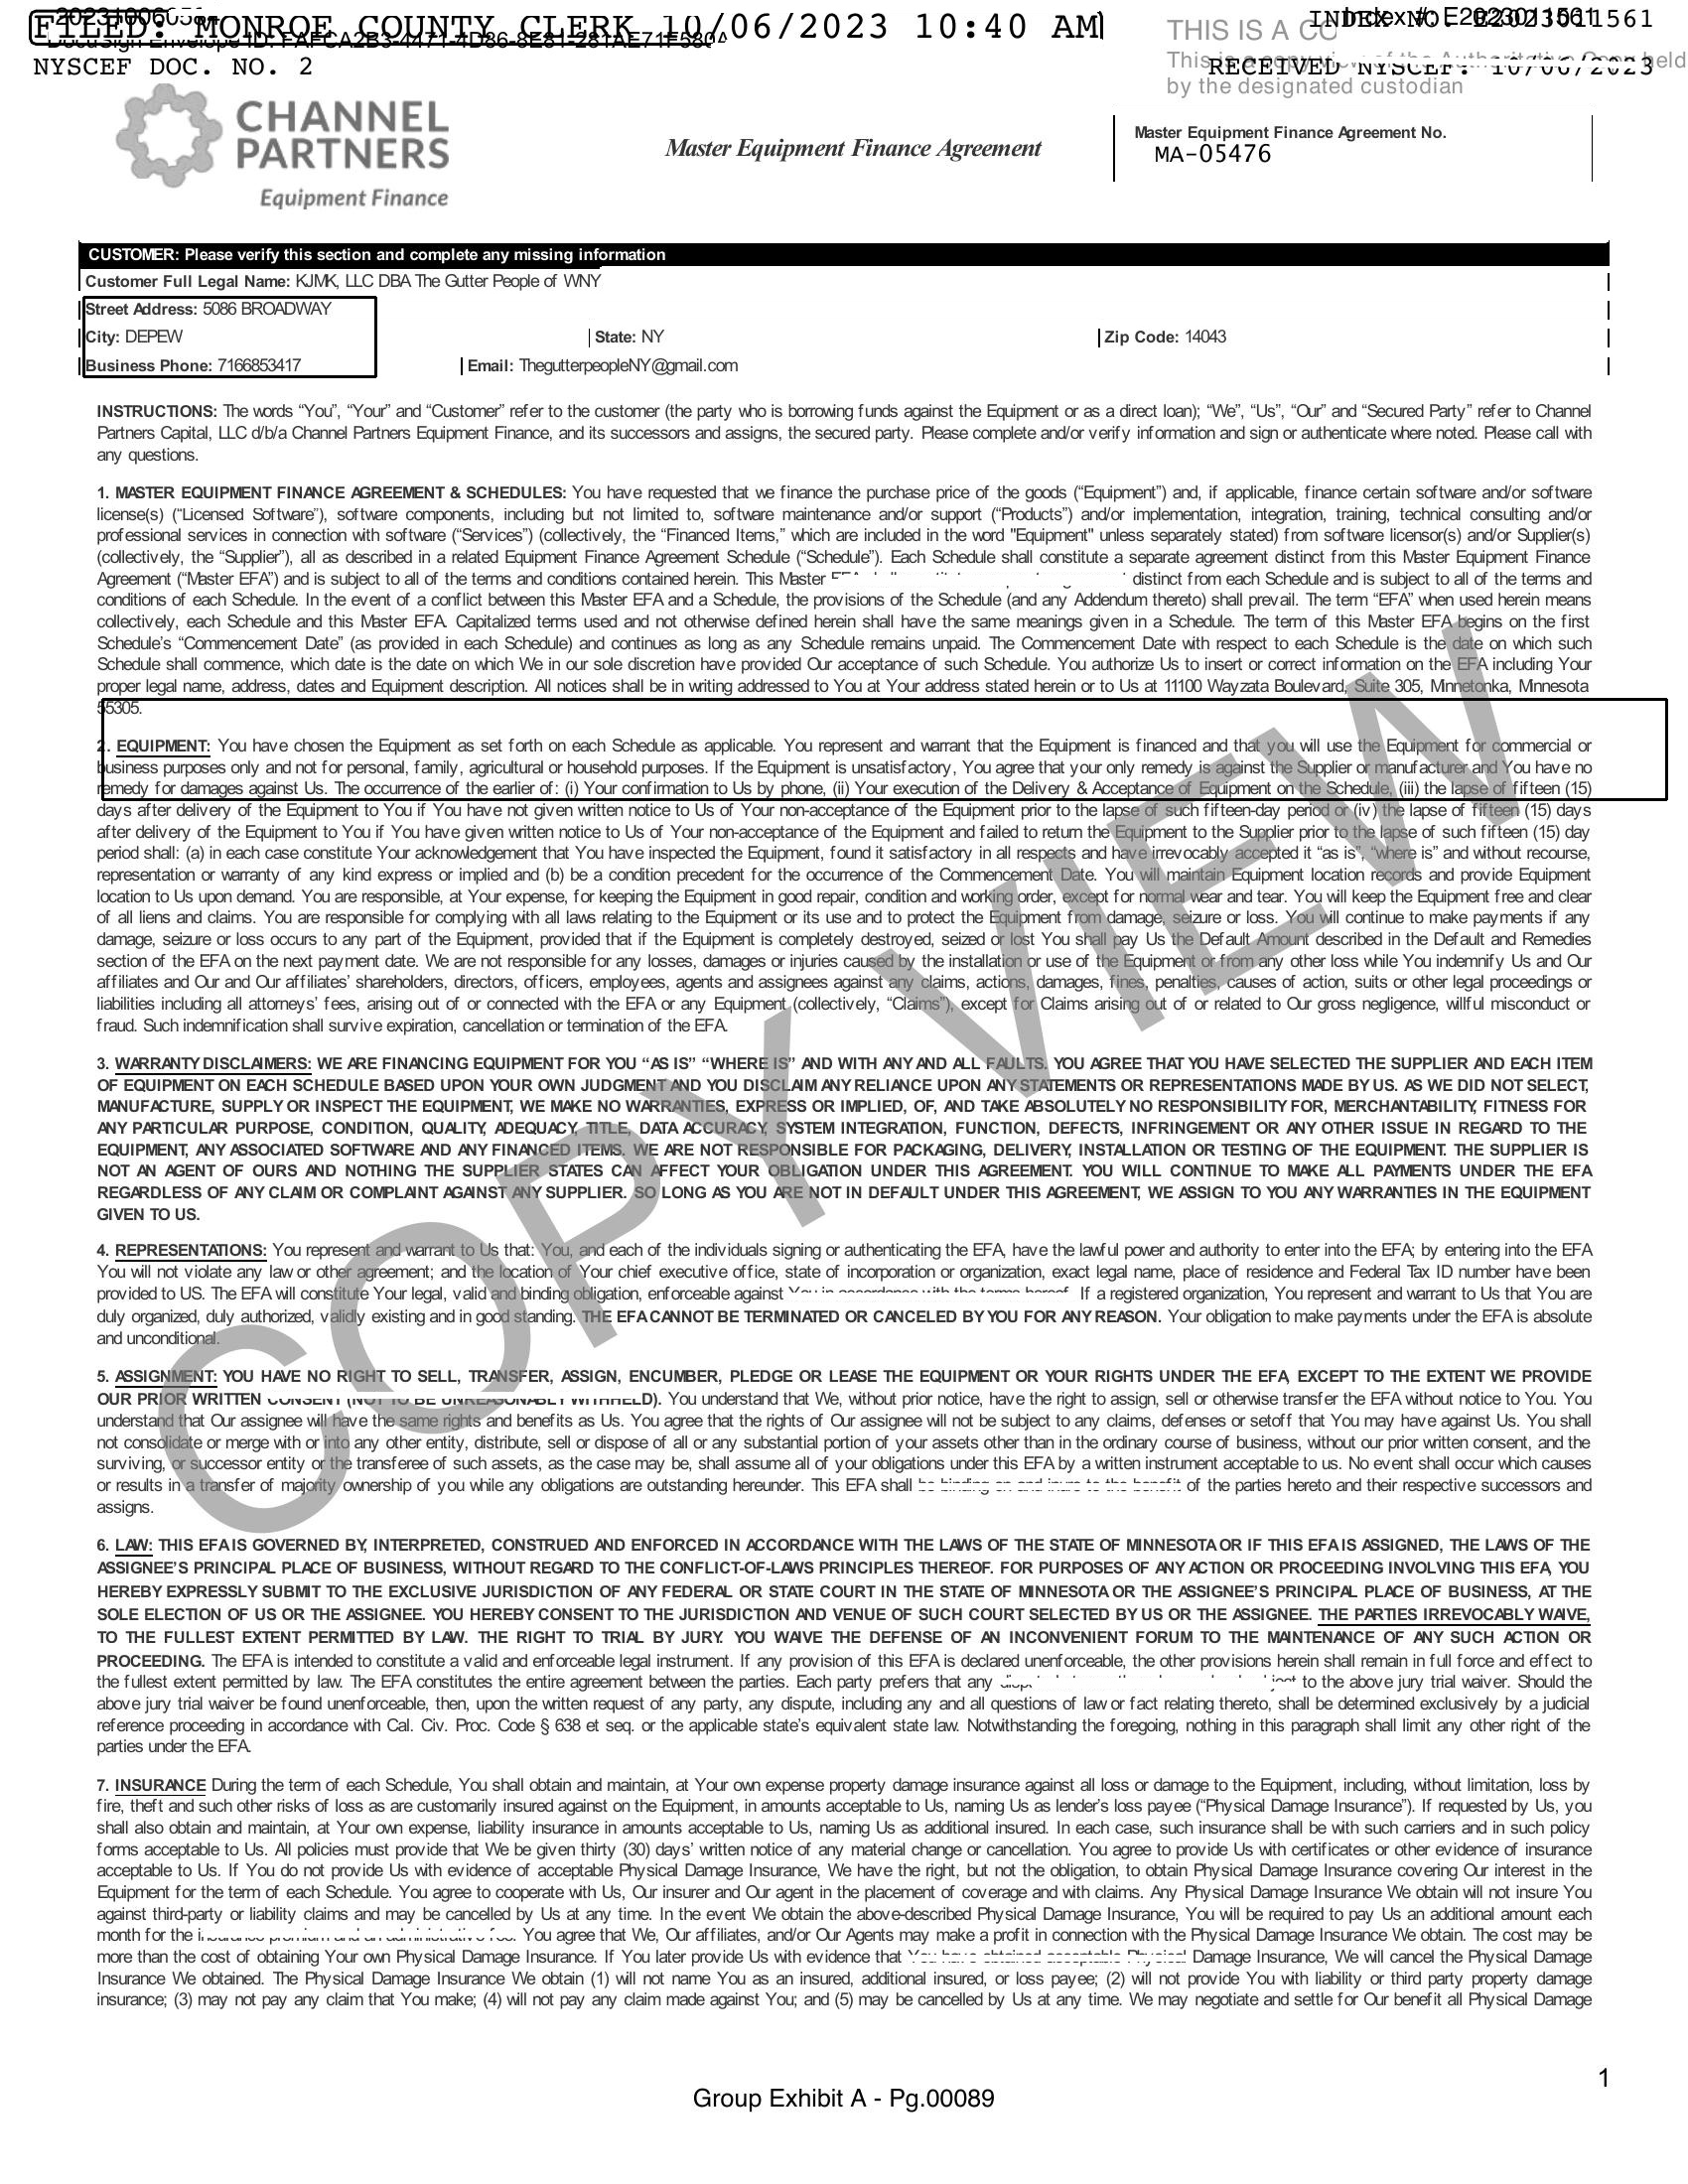 FILED: MONROE COUNTY CLERK 10/06/2023 10:40 AM
NYSCEF DOC. NO. 2
THIS IS A
by the designated custodian
CHANNEL
PARTNERS
Equipment Finance
Master Equipment Finance Agreement
Master Equipment Finance Agreement No.
MA-05476
CUSTOMER: Please verify this section and complete any missing information
Customer Full Legal Name: KJMK, LLC DBA The Gutter People of WNY
Street Address: 5086 BROADWAY
City: DEPEW State: NY Zip Code: 14043
Business Phone: 7166853417 Email: ThegutterpeopleNY@gmail.com
INSTRUCTIONS: The words “You”, “Your” and “Customer” refer to the customer (the party who is borrowing funds against the Equipment or as a direct loan); “We”, “Us”, “Our” and “Secured Party” refer to Channel
Partners Capital, LLC d/b/a Channel Partners Equipment Finance, and its successors and assigns, the secured party. Please complete and/or verify information and sign or authenticate where noted. Please call with
any questions.
1. MASTER EQUIPMENT FINANCE AGREEMENT & SCHEDULES: You have requested that we finance the purchase price of the goods (“Equipment”) and, if applicable, finance certain software and/or software
license(s) (“Licensed Software”), software components, including but not limited to, software maintenance and/or support (“Products”) and/or implementation, integration, training, technical consulting and/or
professional services in connection with software (“Services”) (collectively, the “Financed Items,” which are included in the word "Equipment" unless separately stated) from software licensor(s) and/or Supplier(s)
(collectively, the “Supplier”), all as described in a related Equipment Finance Agreement Schedule (“Schedule”). Each Schedule shall constitute a separate agreement distinct from this Master Equipment Finance
Agreement (“Master EFA”) and is subject to all of the terms and conditions contained herein. This Master distinct from each Schedule and is subject to all of the terms and
conditions of each Schedule. In the event of a conflict between this Master EFA and a Schedule, the provisions of the Schedule (and any Addendum thereto) shall prevail. The term “EFA” when used herein means
collectively, each Schedule and this Master EFA. Capitalized terms used and not otherwise defined herein shall have the same meanings given in a Schedule. The term of this Master EFA begins on the first
Schedule’s “Commencement Date” (as provided in each Schedule) and continues as long as any Schedule remains unpaid. The Commencement Date with respect to each Schedule is the date on which such
Schedule shall commence, which date is the date on which We in our sole discretion have provided Our acceptance of such Schedule. You authorize Us to insert or correct information on the EFA including Your
proper legal name, address, dates and Equipment description. All notices shall be in writing addressed to You at Your address stated herein or to Us at 11100 Wayzata Boulevard, Suite 305, Minnetonka, Minnesota
55305.
2. EQUIPMENT: You have chosen the Equipment as set forth on each Schedule as applicable. You represent and warrant that the Equipment is financed and that you will use the Equipment for commercial or
business purposes only and not for personal, family, agricultural or household purposes. If the Equipment is unsatisfactory, You agree that your only remedy is against the Supplier or manufacturer and You have no
remedy for damages against Us. The occurrence of the earlier of: (i) Your confirmation to Us by phone, (ii) Your execution of the Delivery & Acceptance of Equipment on the Schedule, (iii) the lapse of fifteen (15)
days after delivery of the Equipment to You if You have not given written notice to Us of Your non-acceptance of the Equipment prior to the lapse of such fifteen-day period or (iv) the lapse of fifteen (15) days
after delivery of the Equipment to You if You have given written notice to Us of Your non-acceptance of the Equipment and failed to return the Equipment to the Supplier prior to the lapse of such fifteen (15) day
period shall: (a) in each case constitute Your acknowledgement that You have inspected the Equipment, found it satisfactory in all respects and have irrevocably accepted it “as is”, “where is” and without recourse,
representation or warranty of any kind express or implied and (b) be a condition precedent for the occurrence of the Commencement Date. You will maintain Equipment location records and provide Equipment
location to Us upon demand. You are responsible, at Your expense, for keeping the Equipment in good repair, condition and working order, except for normal wear and tear. You will keep the Equipment free and clear
of all liens and claims. You are responsible for complying with all laws relating to the Equipment or its use and to protect the Equipment from damage, seizure or loss. You will continue to make payments if any
damage, seizure or loss occurs to any part of the Equipment, provided that if the Equipment is completely destroyed, seized or lost You shall pay Us the Default Amount described in the Default and Remedies
section of the EFA on the next payment date. We are not responsible for any losses, damages or injuries caused by the installation or use of the Equipment or from any other loss while You indemnify Us and Our
affiliates and Our and Our affiliates’ shareholders, directors, officers, employees, agents and assignees against any claims, actions, damages, fines, penalties, causes of action, suits or other legal proceedings or
liabilities including all attorneys’ fees, arising out of or connected with the EFA or any Equipment (collectively, “Claims”), except for Claims arising out of or related to Our gross negligence, willful misconduct or
fraud. Such indemnification shall survive expiration, cancellation or termination of the EFA.
3. WARRANTY DISCLAIMERS: WE ARE FINANCING EQUIPMENT FOR YOU “AS IS” “WHERE IS” AND WITH ANY AND ALL FAULTS. YOU AGREE THAT YOU HAVE SELECTED THE SUPPLIER AND EACH ITEM
OF EQUIPMENT ON EACH SCHEDULE BASED UPON YOUR OWN JUDGMENT AND YOU DISCLAIM ANY RELIANCE UPON ANY STATEMENTS OR REPRESENTATIONS MADE BY US. AS WE DID NOT SELECT,
MANUFACTURE, SUPPLY OR INSPECT THE EQUIPMENT, WE MAKE NO WARRANTIES, EXPRESS OR IMPLIED, OF, AND TAKE ABSOLUTELY NO RESPONSIBILITY FOR, MERCHANTABILITY, FITNESS FOR
ANY PARTICULAR PURPOSE, CONDITION, QUALITY, ADEQUACY, TITLE, DATA ACCURACY, SYSTEM INTEGRATION, FUNCTION, DEFECTS, INFRINGEMENT OR ANY OTHER ISSUE IN REGARD TO THE
EQUIPMENT, ANY ASSOCIATED SOFTWARE AND ANY FINANCED ITEMS. WE ARE NOT RESPONSIBLE FOR PACKAGING, DELIVERY, INSTALLATION OR TESTING OF THE EQUIPMENT. THE SUPPLIER IS
NOT AN AGENT OF OURS AND NOTHING THE SUPPLIER STATES CAN AFFECT YOUR OBLIGATION UNDER THIS AGREEMENT. YOU WILL CONTINUE TO MAKE ALL PAYMENTS UNDER THE EFA
REGARDLESS OF ANY CLAIM OR COMPLAINT AGAINST ANY SUPPLIER. SO LONG AS YOU ARE NOT IN DEFAULT UNDER THIS AGREEMENT, WE ASSIGN TO YOU ANY WARRANTIES IN THE EQUIPMENT
GIVEN TO US.
4. REPRESENTATIONS: You represent and warrant to Us that: You, and each of the individuals signing or authenticating the EFA, have the lawful power and authority to enter into the EFA; by entering into the EFA
You will not violate any law or other agreement; and the location of Your chief executive office, state of incorporation or organization, exact legal name, place of residence and Federal Tax ID number have been
provided to US. The EFA will constitute Your legal, valid and binding obligation, enforceable against If a registered organization, You represent and warrant to Us that You are
duly organized, duly authorized, validly existing and in good standing. THE EFA CANNOT BE TERMINATED OR CANCELED BY YOU FOR ANY REASON. Your obligation to make payments under the EFA is absolute
and unconditional.
5. ASSIGNMENT: YOU HAVE NO RIGHT TO SELL, TRANSFER, ASSIGN, ENCUMBER, PLEDGE OR LEASE THE EQUIPMENT OR YOUR RIGHTS UNDER THE EFA, EXCEPT TO THE EXTENT WE PROVIDE
OUR PRIOR WRITTEN CONSENT (NOT TO BE UNREASONABLY WITHHELD). You understand that We, without prior notice, have the right to assign, sell or otherwise transfer the EFA without notice to You. You
understand that Our assignee will have the same rights and benefits as Us. You agree that the rights of Our assignee will not be subject to any claims, defenses or setoff that You may have against Us. You shall
not consolidate or merge with or into any other entity, distribute, sell or dispose of all or any substantial portion of your assets other than in the ordinary course of business, without our prior written consent, and the
surviving, or successor entity or the transferee of such assets, as the case may be, shall assume all of your obligations under this EFA by a written instrument acceptable to us. No event shall occur which causes
or results in a transfer of majority ownership of you while any obligations are outstanding hereunder. This EFA shall of the parties hereto and their respective successors and
assigns.
6. LAW: THIS EFA IS GOVERNED BY, INTERPRETED, CONSTRUED AND ENFORCED IN ACCORDANCE WITH THE LAWS OF THE STATE OF MINNESOTA OR IF THIS EFA IS ASSIGNED, THE LAWS OF THE
ASSIGNEE’S PRINCIPAL PLACE OF BUSINESS, WITHOUT REGARD TO THE CONFLICT-OF-LAWS PRINCIPLES THEREOF. FOR PURPOSES OF ANY ACTION OR PROCEEDING INVOLVING THIS EFA, YOU
HEREBY EXPRESSLY SUBMIT TO THE EXCLUSIVE JURISDICTION OF ANY FEDERAL OR STATE COURT IN THE STATE OF MINNESOTA OR THE ASSIGNEE’S PRINCIPAL PLACE OF BUSINESS, AT THE
SOLE ELECTION OF US OR THE ASSIGNEE. YOU HEREBY CONSENT TO THE JURISDICTION AND VENUE OF SUCH COURT SELECTED BY US OR THE ASSIGNEE. THE PARTIES IRREVOCABLY WAIVE,
TO THE FULLEST EXTENT PERMITTED BY LAW. THE RIGHT TO TRIAL BY JURY. YOU WAIVE THE DEFENSE OF AN INCONVENIENT FORUM TO THE MAINTENANCE OF ANY SUCH ACTION OR
PROCEEDING. The EFA is intended to constitute a valid and enforceable legal instrument. If any provision of this EFA is declared unenforceable, the other provisions herein shall remain in full force and effect to
the fullest extent permitted by law. The EFA constitutes the entire agreement between the parties. Each party prefers that any to the above jury trial waiver. Should the
above jury trial waiver be found unenforceable, then, upon the written request of any party, any dispute, including any and all questions of law or fact relating thereto, shall be determined exclusively by a judicial
reference proceeding in accordance with Cal. Civ. Proc. Code § 638 et seq. or the applicable state’s equivalent state law. Notwithstanding the foregoing, nothing in this paragraph shall limit any other right of the
parties under the EFA.
7. INSURANCE During the term of each Schedule, You shall obtain and maintain, at Your own expense property damage insurance against all loss or damage to the Equipment, including, without limitation, loss by
fire, theft and such other risks of loss as are customarily insured against on the Equipment, in amounts acceptable to Us, naming Us as lender’s loss payee (“Physical Damage Insurance”). If requested by Us, you
shall also obtain and maintain, at Your own expense, liability insurance in amounts acceptable to Us, naming Us as additional insured. In each case, such insurance shall be with such carriers and in such policy
forms acceptable to Us. All policies must provide that We be given thirty (30) days’ written notice of any material change or cancellation. You agree to provide Us with certificates or other evidence of insurance
acceptable to Us. If You do not provide Us with evidence of acceptable Physical Damage Insurance, We have the right, but not the obligation, to obtain Physical Damage Insurance covering Our interest in the
Equipment for the term of each Schedule. You agree to cooperate with Us, Our insurer and Our agent in the placement of coverage and with claims. Any Physical Damage Insurance We obtain will not insure You
against third-party or liability claims and may be cancelled by Us at any time. In the event We obtain the above-described Physical Damage Insurance, You will be required to pay Us an additional amount each
month for the You agree that We, Our affiliates, and/or Our Agents may make a profit in connection with the Physical Damage Insurance We obtain. The cost may be
more than the cost of obtaining Your own Physical Damage Insurance. If You later provide Us with evidence that Damage Insurance, We will cancel the Physical Damage
Insurance We obtained. The Physical Damage Insurance We obtain (1) will not name You as an insured, additional insured, or loss payee; (2) will not provide You with liability or third party property damage
insurance; (3) may not pay any claim that You make; (4) will not pay any claim made against You; and (5) may be cancelled by Us at any time. We may negotiate and settle for Our benefit all Physical Damage
COPY VIEW
1
Group Exhibit A - Pg.00089